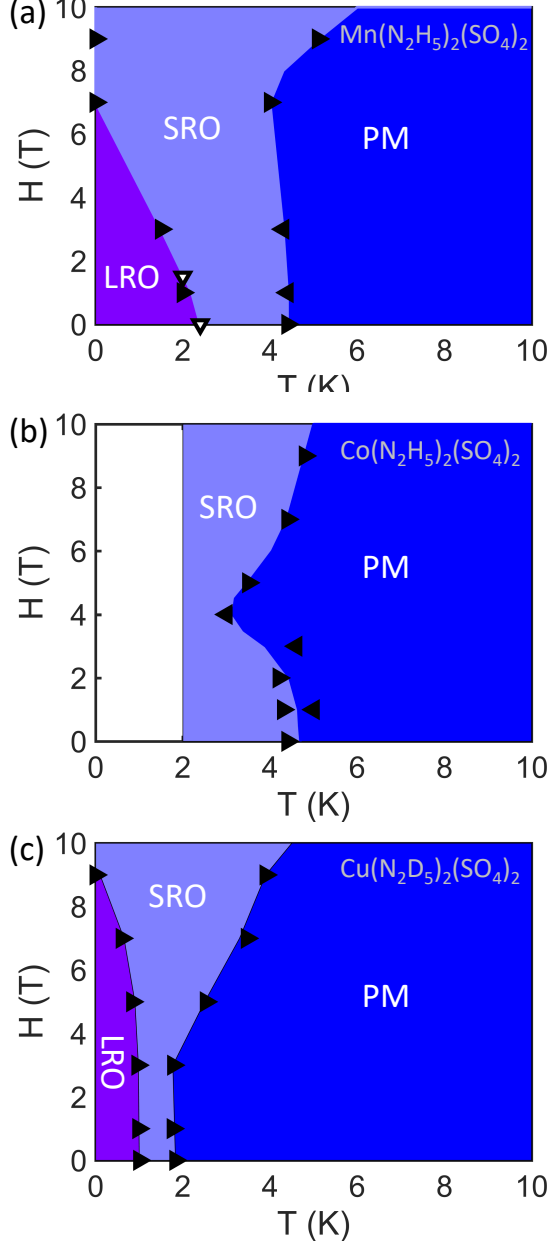 (a)
10
8
6
4
2
0
H (T)
Mn(N₂H₅)₂(SO₄)₂
SRO
PM
LRO
0 2 4 6 8 10
T (K)
(b)
10
8
6
4
2
0
H (T)
Co(N₂H₅)₂(SO₄)₂
SRO
PM
0 2 4 6 8 10
T (K)
(c)
10
8
6
4
2
0
H (T)
Cu(N₂D₅)₂(SO₄)₂
SRO
PM
LRO
0 2 4 6 8 10
T (K)